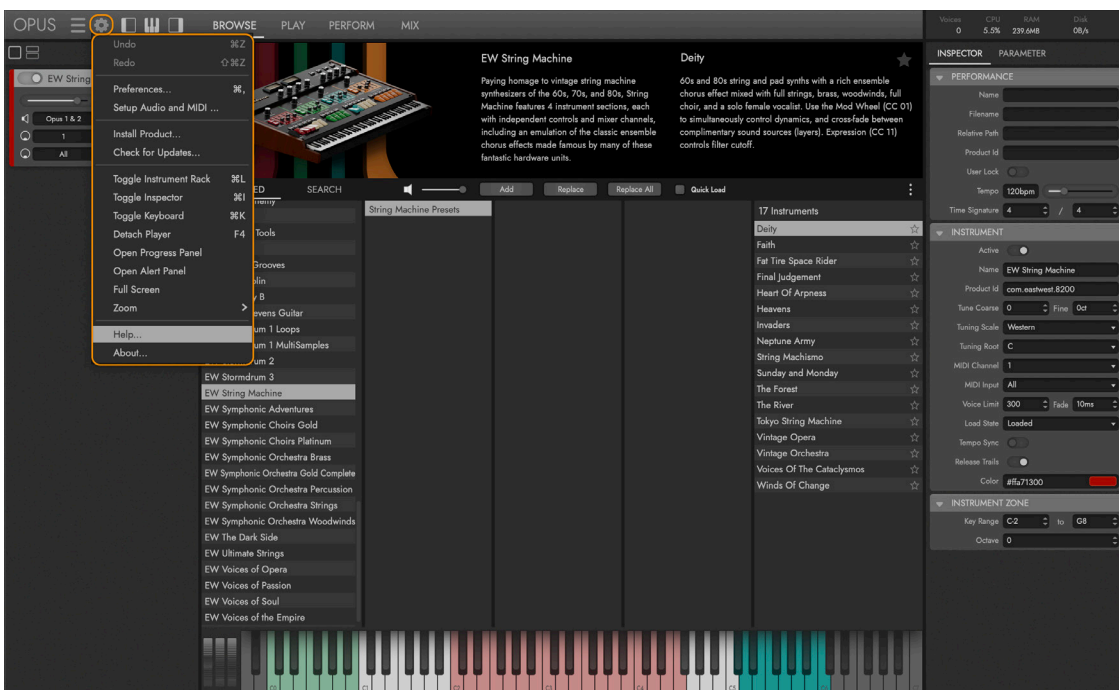 OPUS
BROWSE PLAY PERFORM MIX
Voices CPU RAM Disk
0 5.5% 239.6MB 0B/s
Undo ⌘Z
Redo ⇧⌘Z
Preferences... ⌘,
Setup Audio and MIDI ...
Install Product...
Check for Updates...
Toggle Instrument Rack ⌘L
Toggle Inspector ⌘I
Toggle Keyboard ⌘K
Detach Player F4
Open Progress Panel
Open Alert Panel
Full Screen
Zoom >
Help...
About...
EW String
Opus 1 & 2
1
All
EW String Machine
Paying homage to vintage string machine
synthesizers of the 60s, 70s, and 80s, String
Machine features 4 instrument sections, each
with independent controls and mixer channels,
including an emulation of the classic ensemble
chorus effects made famous by many of these
fantastic hardware units.
Deity
60s and 80s string and pad synths with a rich ensemble
chorus effect mixed with full strings, brass, woodwinds, full
choir, and a solo female vocalist. Use the Mod Wheel (CC 01)
to simultaneously control dynamics, and cross-fade between
complimentary sound sources (layers). Expression (CC 11)
controls filter cutoff.
SEARCH
Add Replace Replace All Quick Load
Tools
Grooves
B
evens Guitar
um 1 Loops
um 1 MultiSamples
um 2
EW Stormdrum 3
EW String Machine
EW Symphonic Adventures
EW Symphonic Choirs Gold
EW Symphonic Choirs Platinum
EW Symphonic Orchestra Brass
EW Symphonic Orchestra Gold Complete
EW Symphonic Orchestra Percussion
EW Symphonic Orchestra Strings
EW Symphonic Orchestra Woodwinds
EW The Dark Side
EW Ultimate Strings
EW Voices of Opera
EW Voices of Passion
EW Voices of Soul
EW Voices of the Empire
String Machine Presets
17 Instruments
Deity
Faith
Fat Tire Space Rider
Final Judgement
Heart Of Arpness
Heavens
Invaders
Neptune Army
String Machismo
Sunday and Monday
The Forest
The River
Tokyo String Machine
Vintage Opera
Vintage Orchestra
Voices Of The Cataclysmos
Winds Of Change
INSPECTOR PARAMETER
PERFORMANCE
Name
Filename
Relative Path
Product Id
User Lock
Tempo 120bpm
Time Signature 4 / 4
INSTRUMENT
Active
Name EW String Machine
Product Id com.eastwest.8200
Tune Coarse 0 Fine 0ct
Tuning Scale Western
Tuning Root C
MIDI Channel 1
MIDI Input All
Voice Limit 300 Fade 10ms
Load State Loaded
Tempo Sync
Release Trails
Color #ffa71300
INSTRUMENT ZONE
Key Range C-2 to G8
Octave 0